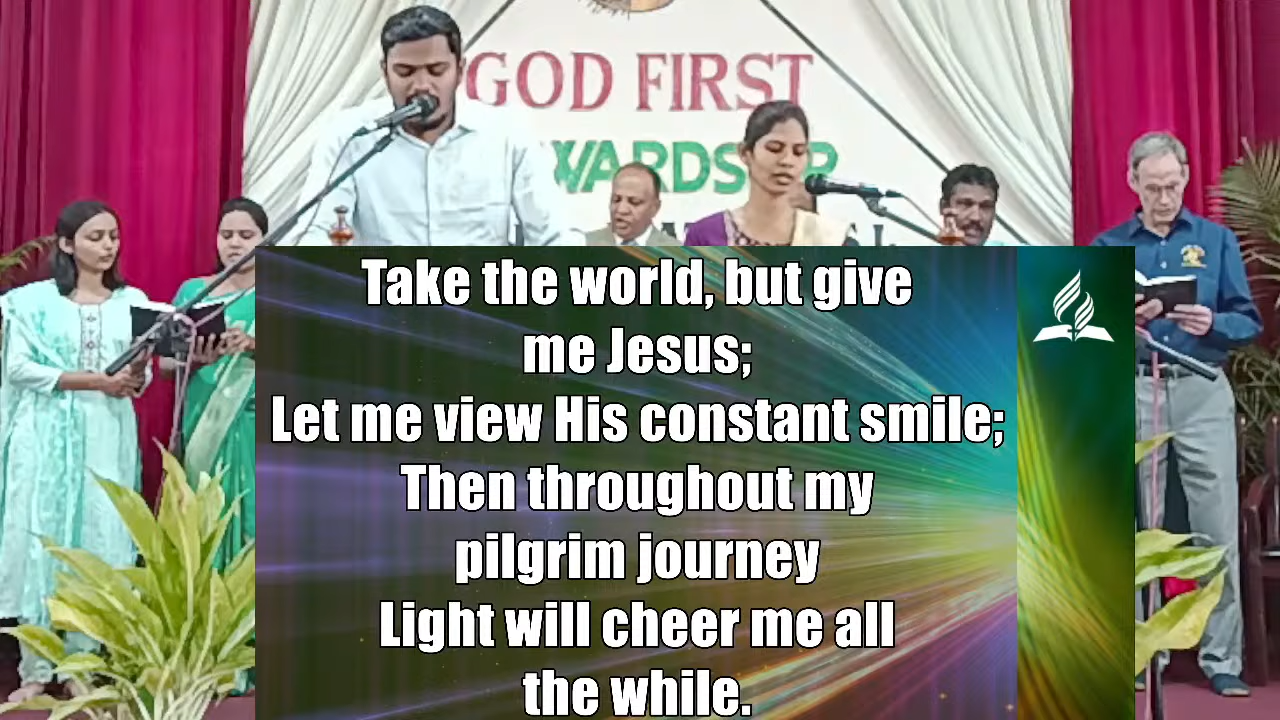 GOD FIRST
WARDS
Take the world, but give
me Jesus;
Let me view His constant smile;
Then throughout my
pilgrim journey
Light will cheer me all
the while.